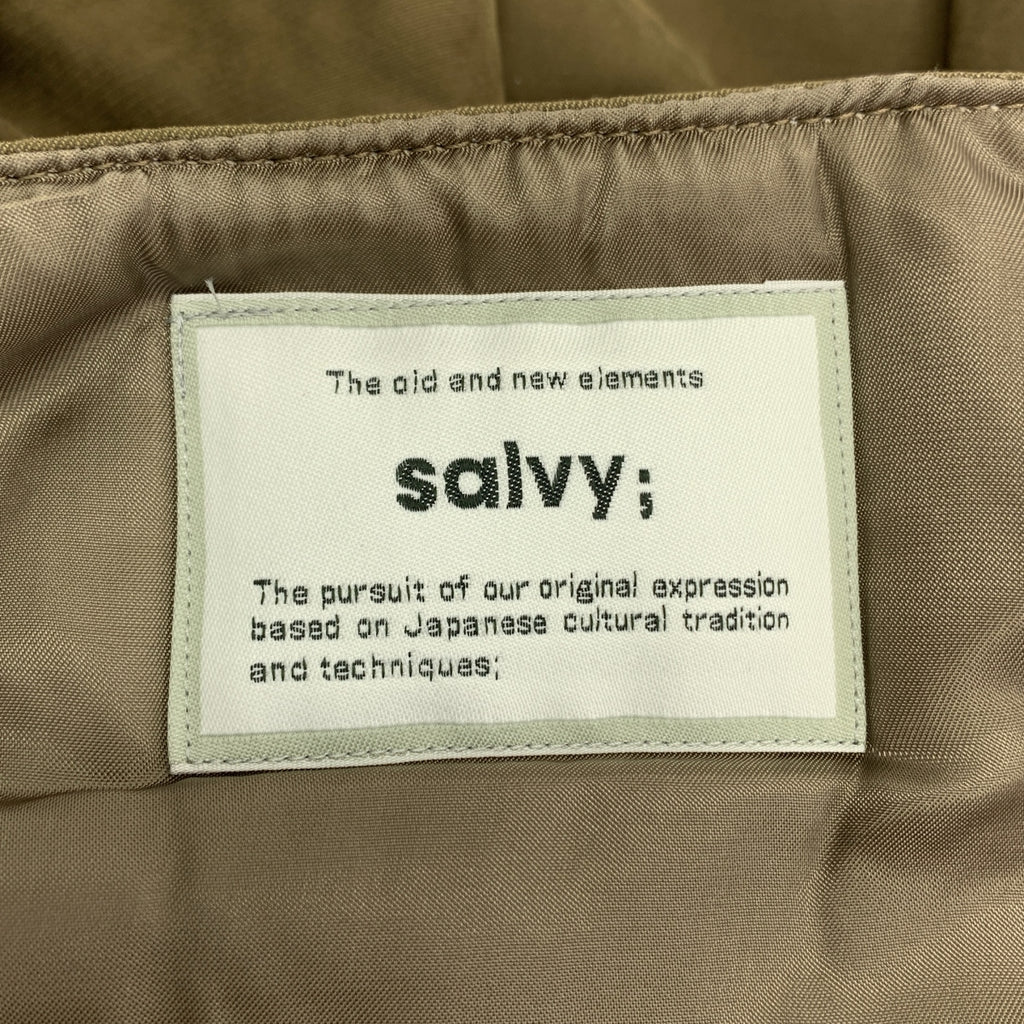 The old and new elements
salvy;
The pursuit of our original expression
based on Japanese cultural tradition
and techniques;